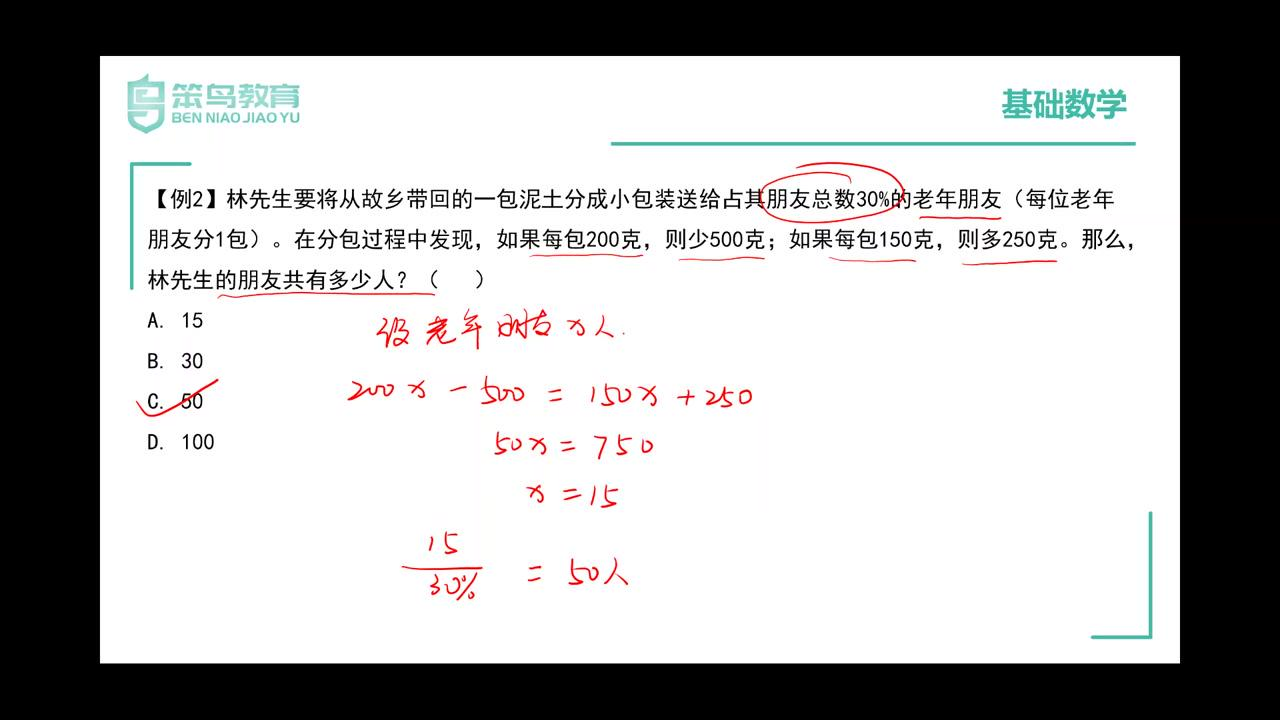 笨鸟教育
BEN NIAO JIAO YU
基础数学
【例2】林先生要将从故乡带回的一包泥土分成小包装送给占其朋友总数30%的老年朋友（每位老年
朋友分1包）。在分包过程中发现，如果每包200克，则少500克；如果每包150克，则多250克。那么，
林先生的朋友共有多少人？（　）
A. 15
B. 30
C. 50
D. 100
设老年朋友为x人.
200x - 500 = 150x + 250
50x = 750
x = 15
15
30% = 50人